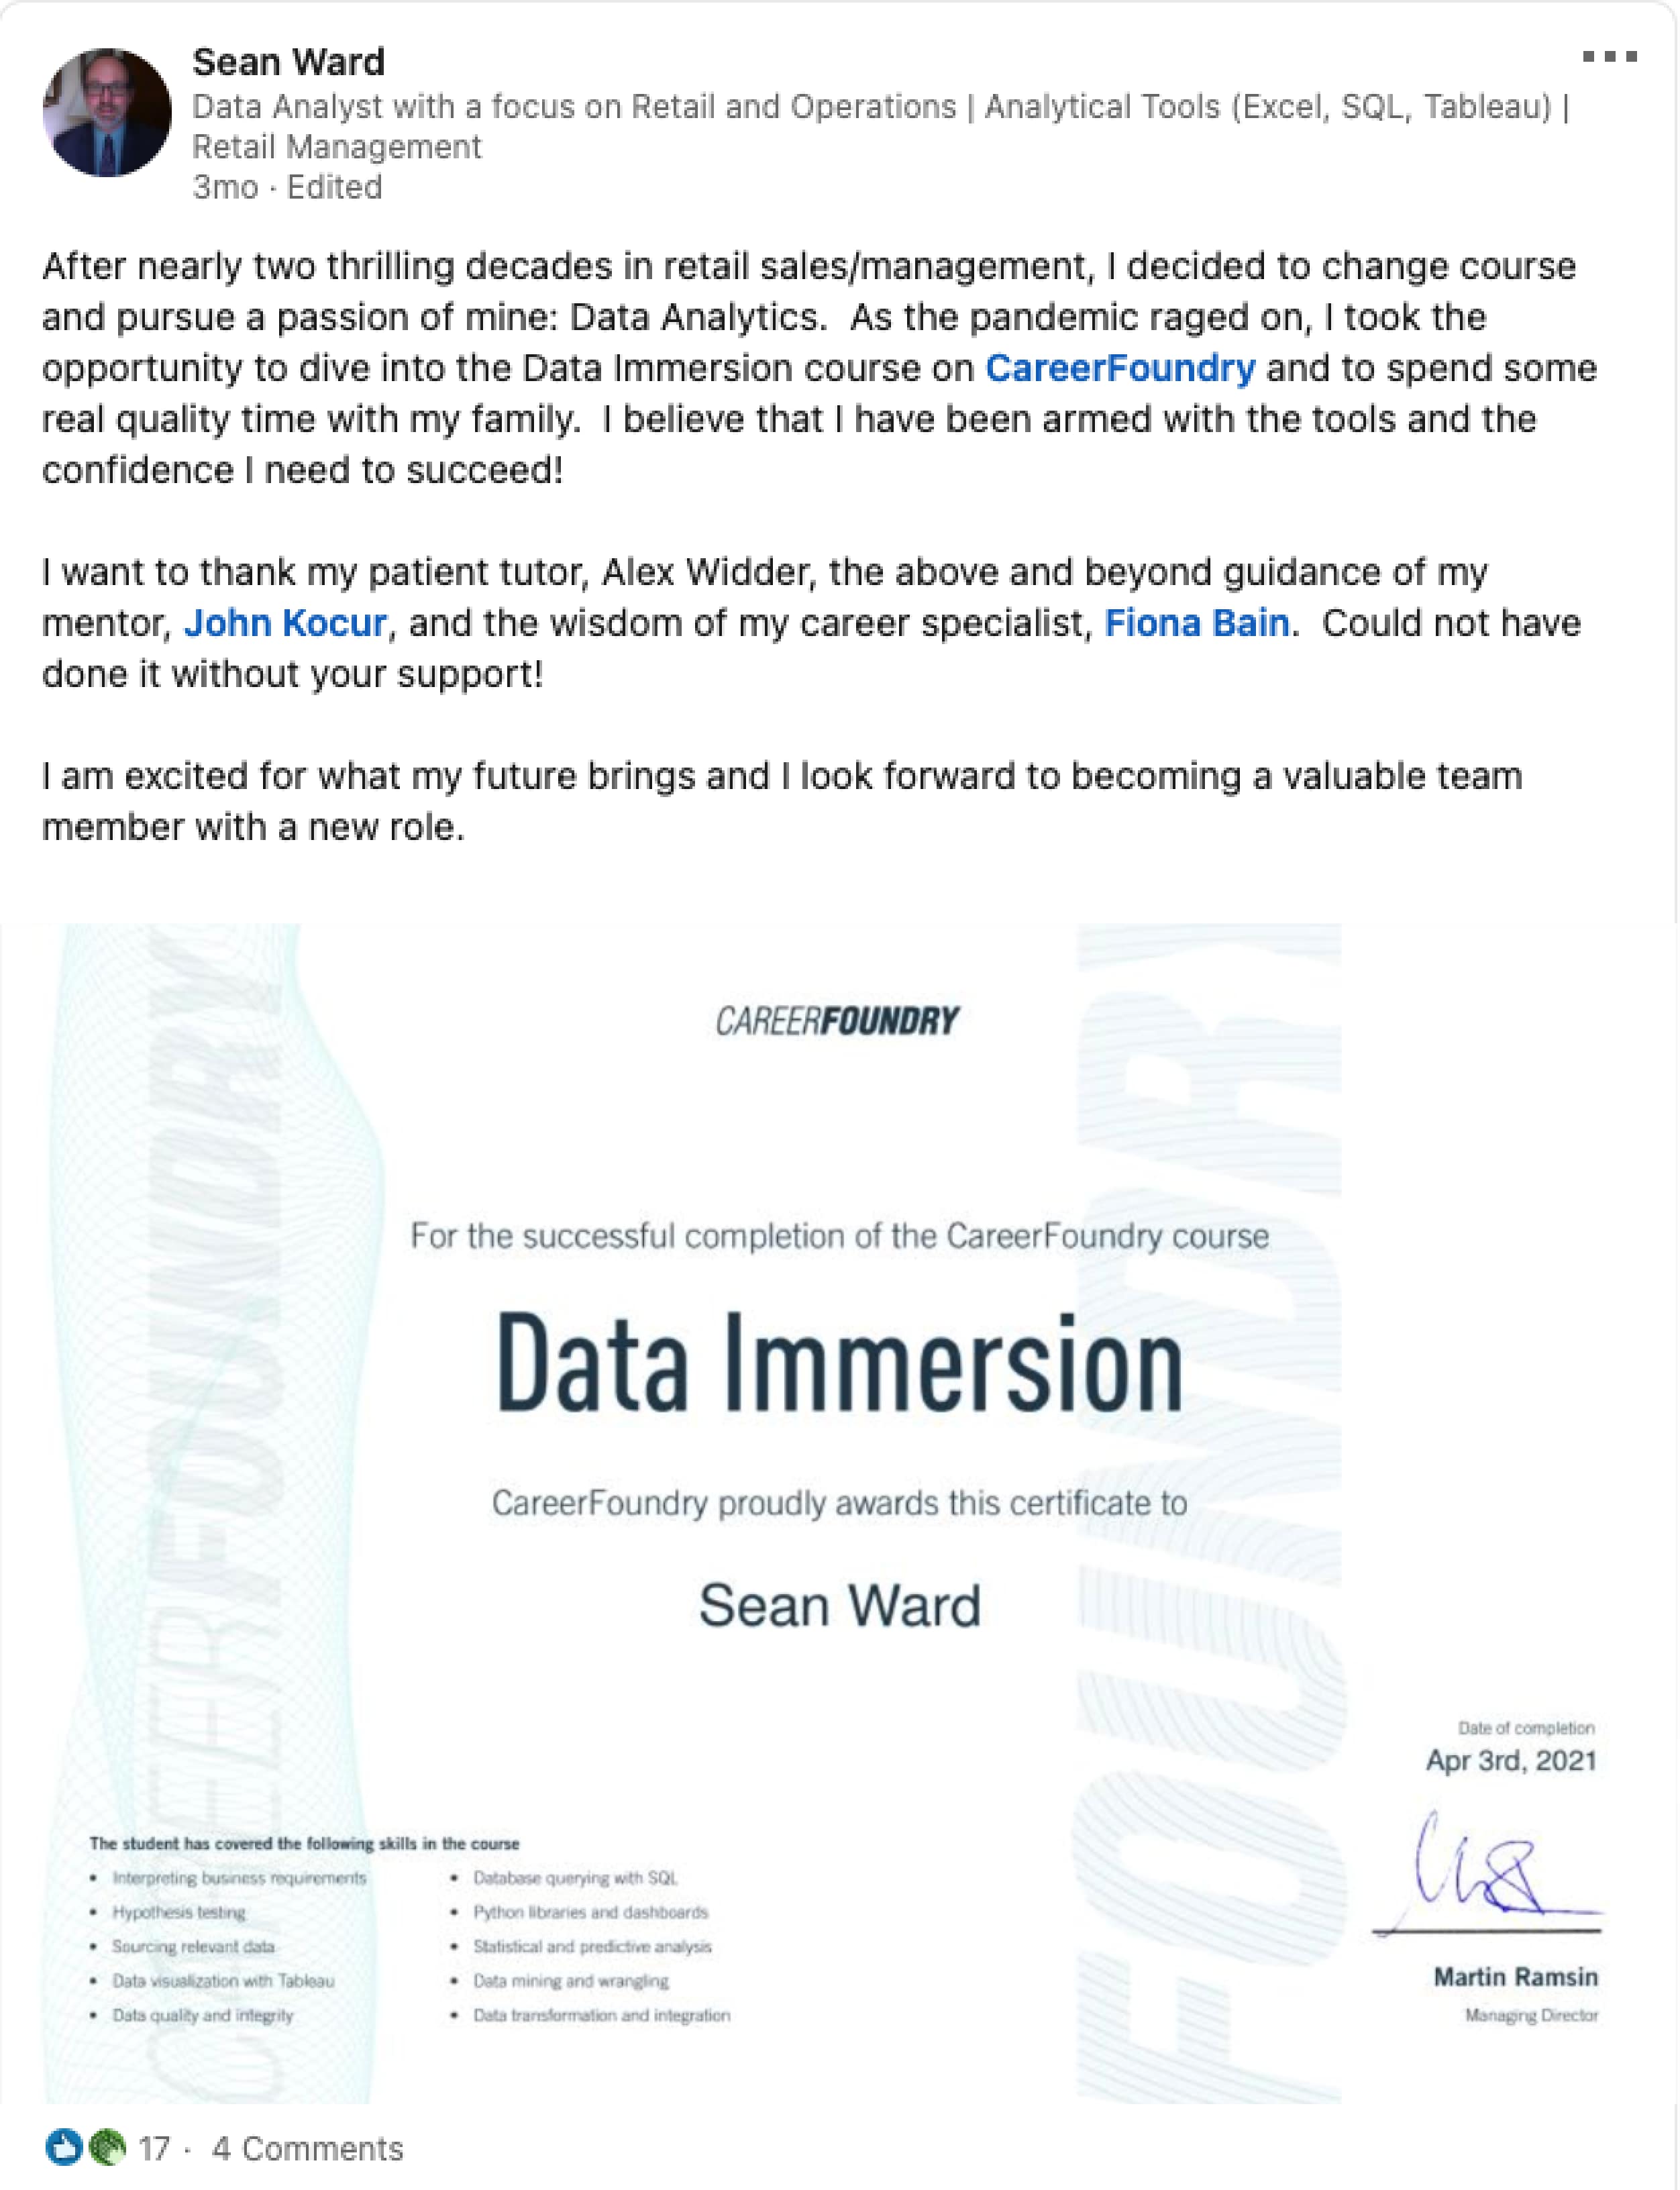 Sean Ward
Data Analyst with a focus on Retail and Operations | Analytical Tools (Excel, SQL, Tableau) |
Retail Management
3mo · Edited
After nearly two thrilling decades in retail sales/management, I decided to change course
and pursue a passion of mine: Data Analytics.  As the pandemic raged on, I took the
opportunity to dive into the Data Immersion course on CareerFoundry and to spend some
real quality time with my family.  I believe that I have been armed with the tools and the
confidence I need to succeed!
I want to thank my patient tutor, Alex Widder, the above and beyond guidance of my
mentor, John Kocur, and the wisdom of my career specialist, Fiona Bain.  Could not have
done it without your support!
I am excited for what my future brings and I look forward to becoming a valuable team
member with a new role.
CAREERFOUNDRY
CAREERFOUNDRY
FOUNDRY
For the successful completion of the CareerFoundry course
Data Immersion
CareerFoundry proudly awards this certificate to
Sean Ward
Date of completion
Apr 3rd, 2021
The student has covered the following skills in the course
• Interpreting business requirements
• Hypothesis testing
• Sourcing relevant data
• Data visualization with Tableau
• Data quality and integrity
• Database querying with SQL
• Python libraries and dashboards
• Statistical and predictive analysis
• Data mining and wrangling
• Data transformation and integration
Martin Ramsin
Managing Director
17 · 4 Comments